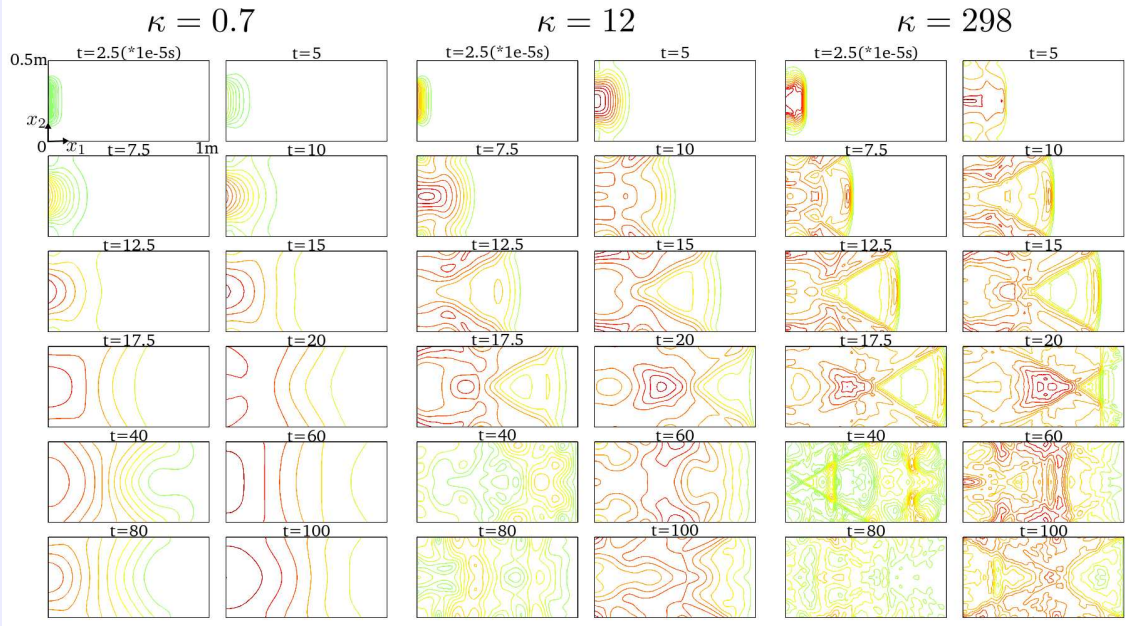 κ = 0.7 κ = 12 κ = 298
t=2.5(*1e-5s) t=5 t=2.5(*1e-5s) t=5 t=2.5(*1e-5s) t=5
0.5m
x₂
0 x₁ 1m
t=7.5 t=10 t=7.5 t=10 t=7.5 t=10
t=12.5 t=15 t=12.5 t=15 t=12.5 t=15
t=17.5 t=20 t=17.5 t=20 t=17.5 t=20
t=40 t=60 t=40 t=60 t=40 t=60
t=80 t=100 t=80 t=100 t=80 t=100